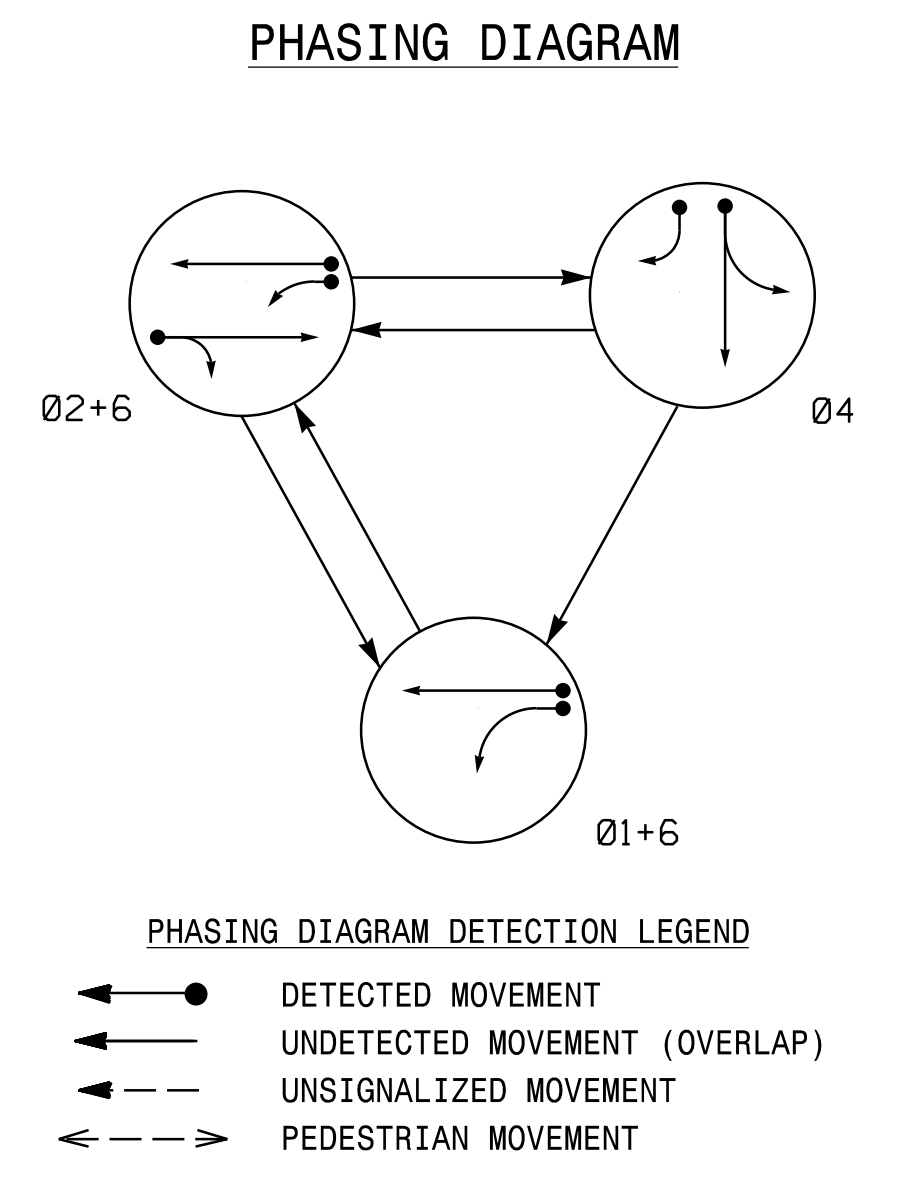 PHASING DIAGRAM
Ø2+6
Ø4
Ø1+6
PHASING DIAGRAM DETECTION LEGEND
DETECTED MOVEMENT
UNDETECTED MOVEMENT (OVERLAP)
UNSIGNALIZED MOVEMENT
PEDESTRIAN MOVEMENT